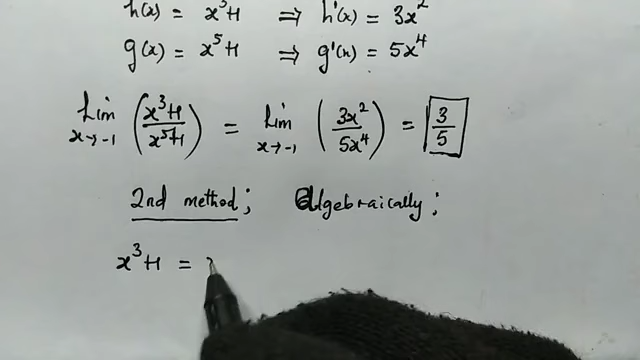 h(x) = x³+1 ⇒ h'(x) = 3x²
g(x) = x⁵+1 ⇒ g'(x) = 5x⁴
Lim x→-1 (x³+1 / x⁵+1) = lim x→-1 (3x² / 5x⁴) = 3/5
2nd method; Algebraically;
x³+1 =